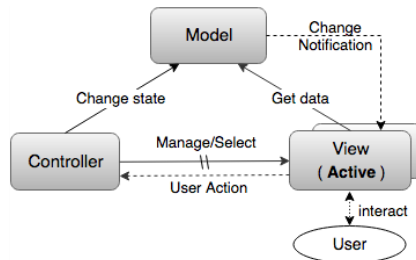 Model
Change
Notification
Change state
Get data
Controller
Manage/Select
User Action
View
( Active )
interact
User